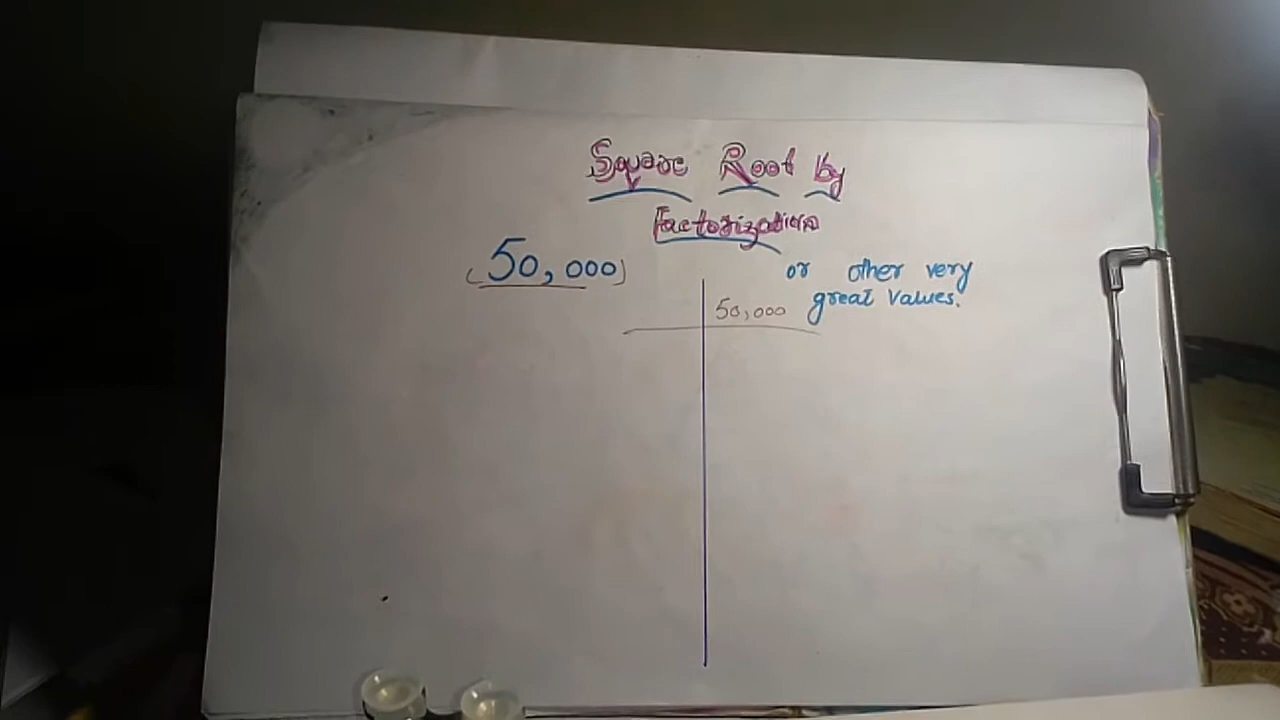 Square Root by
Factorization
(50,000) or other very
great values.
50,000